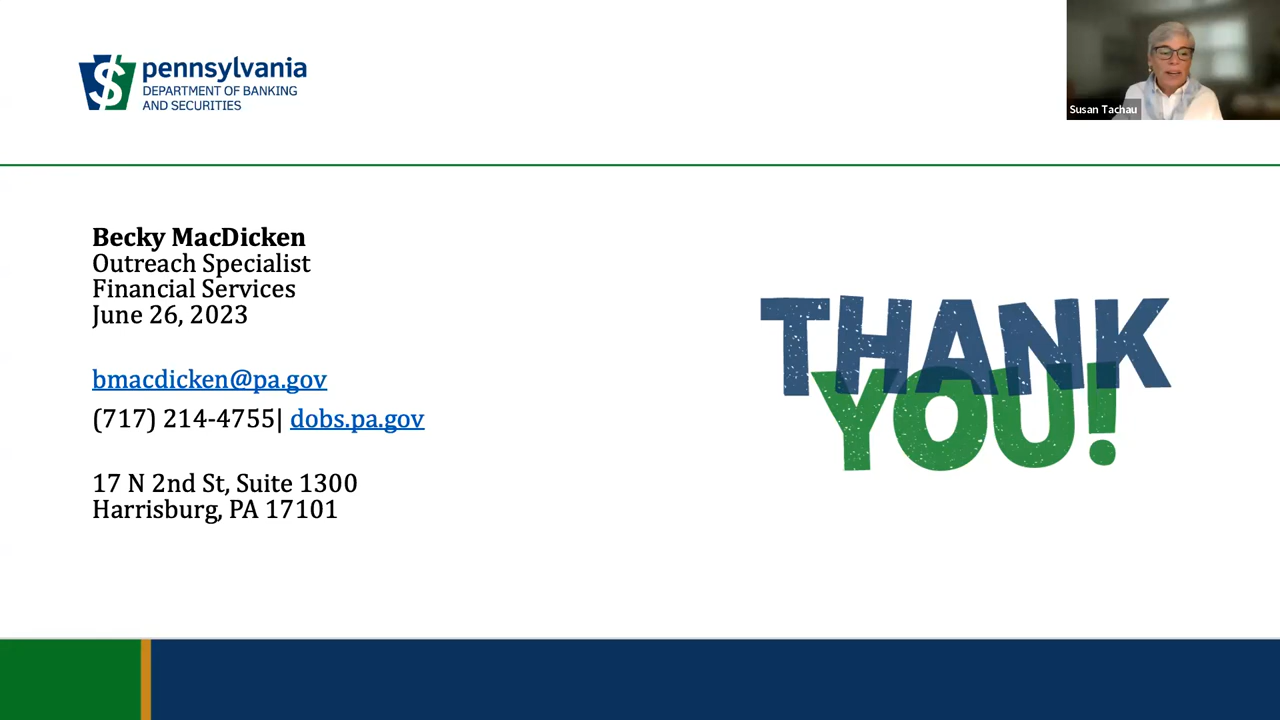 pennsylvania
DEPARTMENT OF BANKING
AND SECURITIES
Susan Tachau
Becky MacDicken
Outreach Specialist
Financial Services
June 26, 2023
bmacdicken@pa.gov
(717) 214-4755| dobs.pa.gov
17 N 2nd St, Suite 1300
Harrisburg, PA 17101
THANK
YOU!